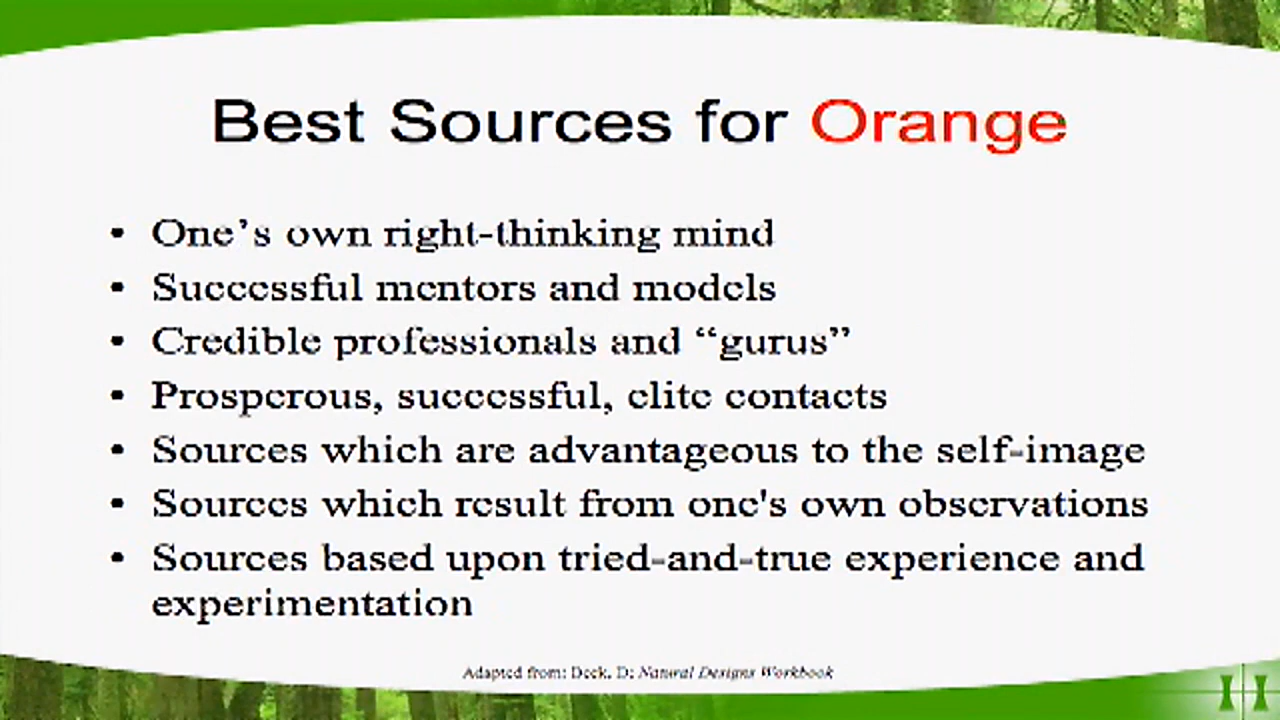 Best Sources for Orange
• One’s own right-thinking mind
• Successful mentors and models
• Credible professionals and “gurus”
• Prosperous, successful, elite contacts
• Sources which are advantageous to the self-image
• Sources which result from one's own observations
• Sources based upon tried-and-true experience and
experimentation
Adapted from: Beck, D: Natural Designs Workbook